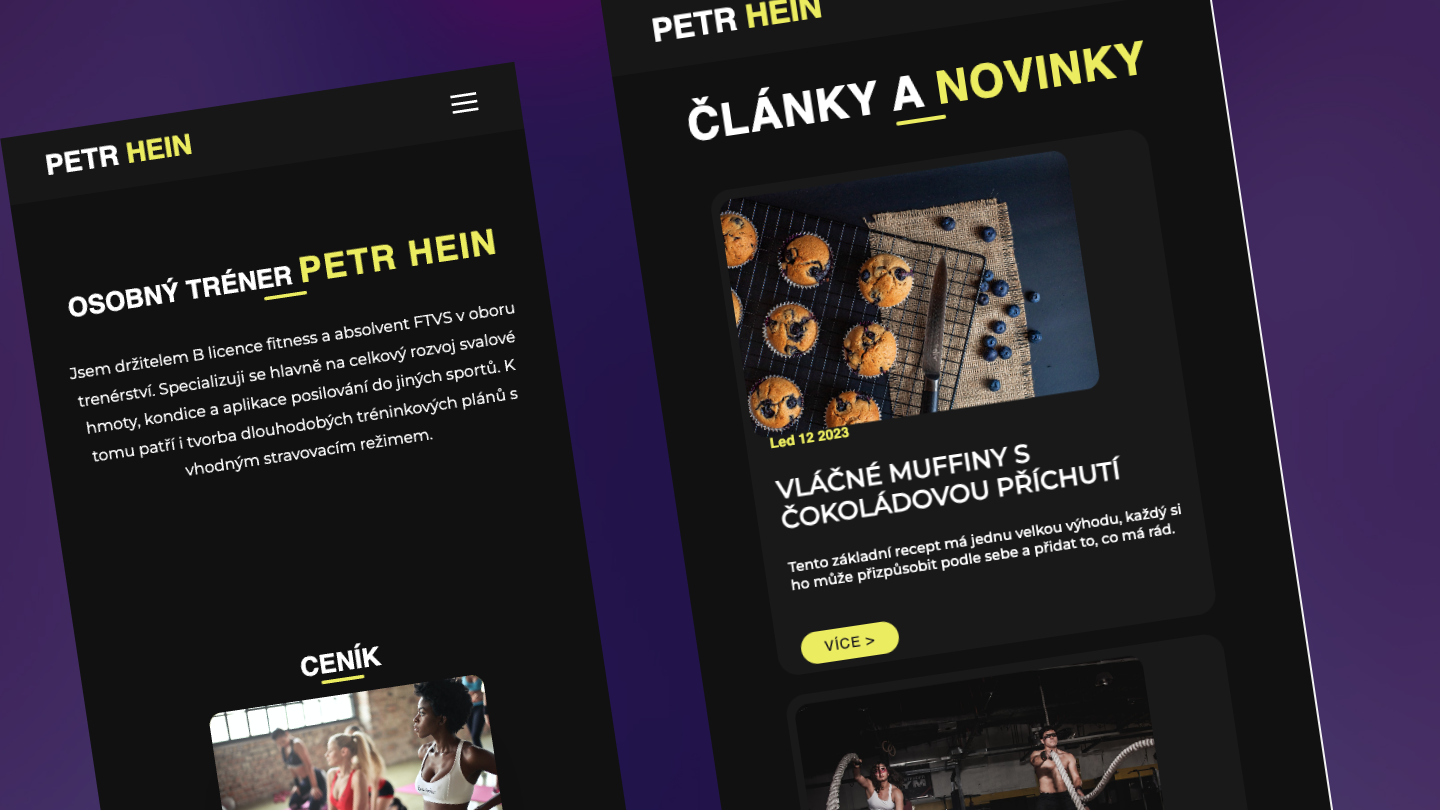 PETR HEIN
OSOBNÝ TRÉNER PETR HEIN
Jsem držitelem B licence fitness a absolvent FTVS v oboru
trenérství. Specializuji se hlavně na celkový rozvoj svalové
hmoty, kondice a aplikace posilování do jiných sportů. K
tomu patří i tvorba dlouhodobých tréninkových plánů s
vhodným stravovacím režimem.
CENÍK
PETR HEIN
ČLÁNKY A NOVINKY
Led 12 2023
VLÁČNÉ MUFFINY S
ČOKOLÁDOVOU PŘÍCHUTÍ
Tento základní recept má jednu velkou výhodu, každý si
ho může přizpůsobit podle sebe a přidat to, co má rád.
VÍCE >